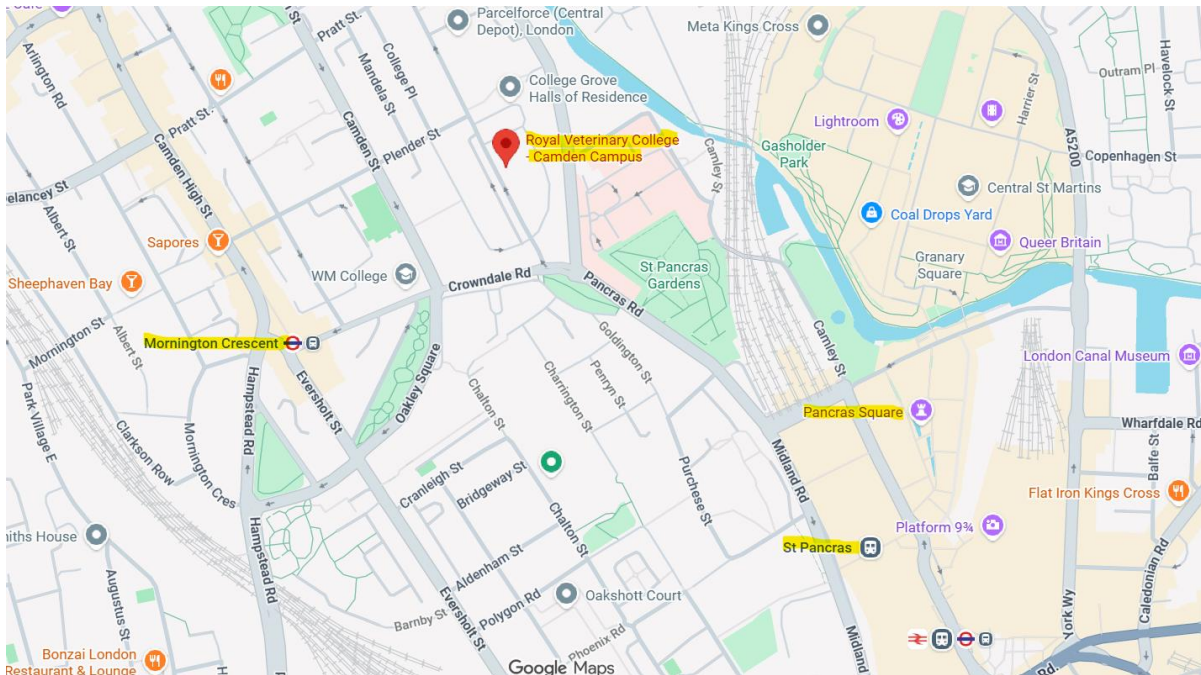 Parcelforce (Central
Depot), London
Meta Kings Cross
Arlington Rd
Pratt St
College Pl
Mandela St
Havelock St
Outram Pl
Harrier St
College Grove
Halls of Residence
Pratt St.
Camden St
Plender St
Royal Veterinary College
- Camden Campus
Lightroom
A5200
Gasholder
Park
Camley St
Copenhagen St
Camden High St
Central St Martins
Albert St
Coal Drops Yard
Sapores
Queer Britain
Granary
Square
WM College
St Pancras
Gardens
Sheephaven Bay
Crowndale Rd
Pancras Rd
Mornington St
Albert St
Mornington Crescent
Goldington St
Camley St
London Canal Museum
Hampstead Rd
Eversholt St
Oakley Square
Chalton St
Charrington St
Penryn St
Park Village E
Pancras Square
Clarkson Row
Mornington Cres
Midland Rd
Wharfdale Rd
Balfe St
Cranleigh St
Bridgeway St
Purchese St
Flat Iron Kings Cross
Chalton St
Platform 9¾
Hampstead Rd
St Pancras
Aldenham St
Augustus St
Eversholt St
Polygon Rd
Oakshott Court
Barnby St
York Wy
Caledonian Rd
Phoenix Rd
Midland
Rd.
Bonzai London
Restaurant & Lounge
Google Maps